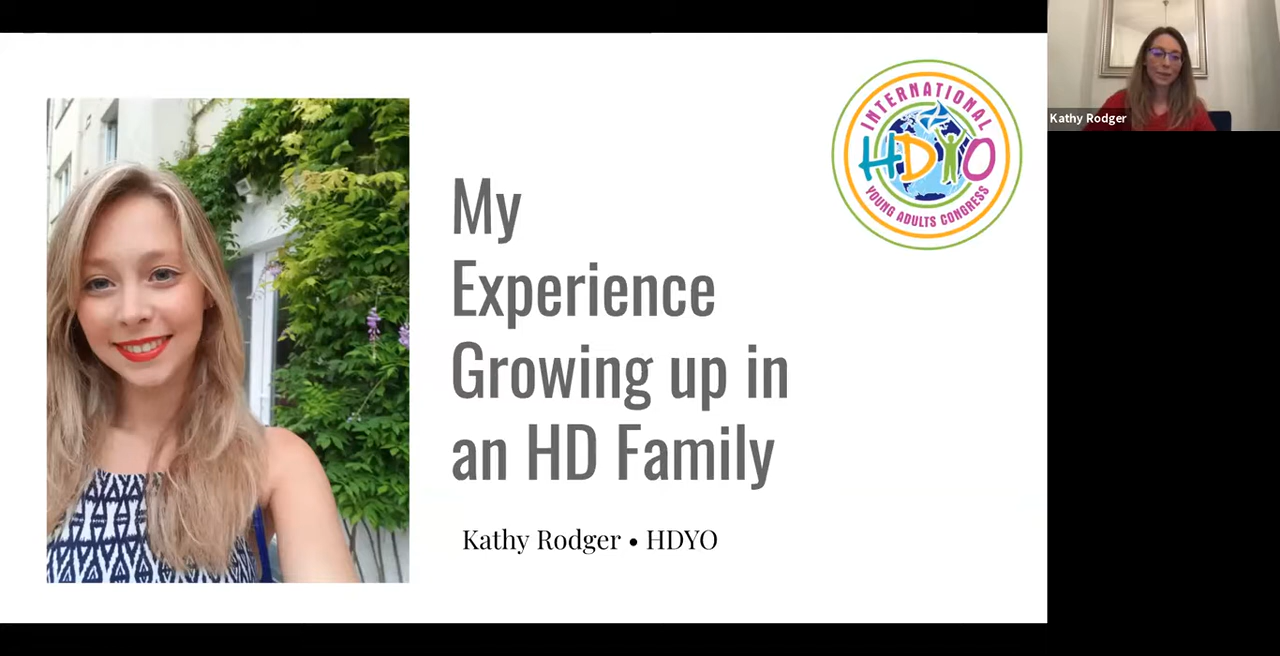 My
Experience
Growing up in
an HD Family
Kathy Rodger • HDYO
INTERNATIONAL
HDYO
YOUNG ADULTS CONGRESS
Kathy Rodger